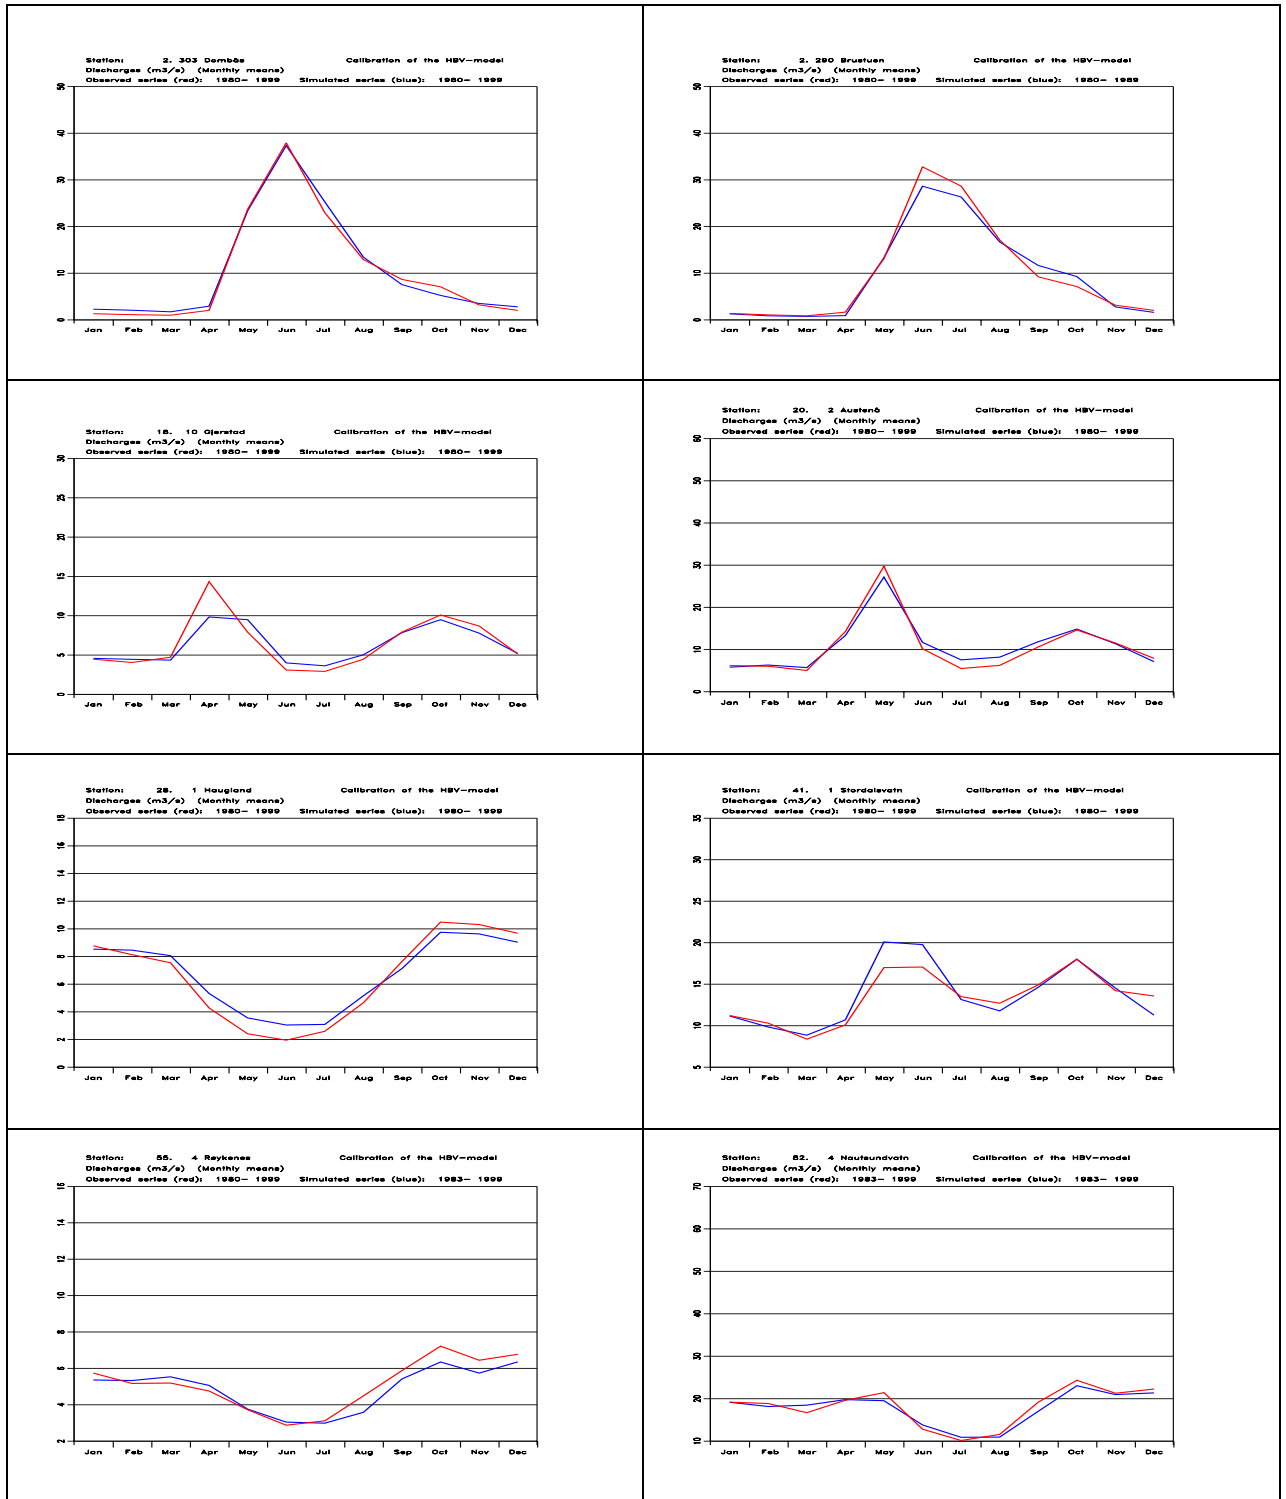 Station: 2. 303 Dombås Calibration of the HBV-model
Discharges (m3/s) (Monthly means)
Observed series (red): 1980- 1999 Simulated series (blue): 1980- 1999
50
40
30
20
10
0
Jan Feb Mar Apr May Jun Jul Aug Sep Oct Nov Dec
Station: 2. 290 Brustuen Calibration of the HBV-model
Discharges (m3/s) (Monthly means)
Observed series (red): 1980- 1999 Simulated series (blue): 1980- 1989
50
40
30
20
10
0
Jan Feb Mar Apr May Jun Jul Aug Sep Oct Nov Dec
Station: 18. 10 Gjerstad Calibration of the HBV-model
Discharges (m3/s) (Monthly means)
Observed series (red): 1980- 1999 Simulated series (blue): 1980- 1999
30
25
20
15
10
5
0
Jan Feb Mar Apr May Jun Jul Aug Sep Oct Nov Dec
Station: 20. 2 Austenå Calibration of the HBV-model
Discharges (m3/s) (Monthly means)
Observed series (red): 1980- 1999 Simulated series (blue): 1980- 1999
60
50
40
30
20
10
0
Jan Feb Mar Apr May Jun Jul Aug Sep Oct Nov Dec
Station: 28. 1 Haugland Calibration of the HBV-model
Discharges (m3/s) (Monthly means)
Observed series (red): 1980- 1999 Simulated series (blue): 1980- 1999
18
16
14
12
10
8
6
4
2
0
Jan Feb Mar Apr May Jun Jul Aug Sep Oct Nov Dec
Station: 41. 1 Stordalsvatn Calibration of the HBV-model
Discharges (m3/s) (Monthly means)
Observed series (red): 1980- 1999 Simulated series (blue): 1980- 1999
35
30
25
20
15
10
5
Jan Feb Mar Apr May Jun Jul Aug Sep Oct Nov Dec
Station: 55. 4 Røykenes Calibration of the HBV-model
Discharges (m3/s) (Monthly means)
Observed series (red): 1980- 1999 Simulated series (blue): 1983- 1999
16
14
12
10
8
6
4
2
Jan Feb Mar Apr May Jun Jul Aug Sep Oct Nov Dec
Station: 82. 4 Nautsundvatn Calibration of the HBV-model
Discharges (m3/s) (Monthly means)
Observed series (red): 1983- 1999 Simulated series (blue): 1983- 1999
70
60
50
40
30
20
10
Jan Feb Mar Apr May Jun Jul Aug Sep Oct Nov Dec